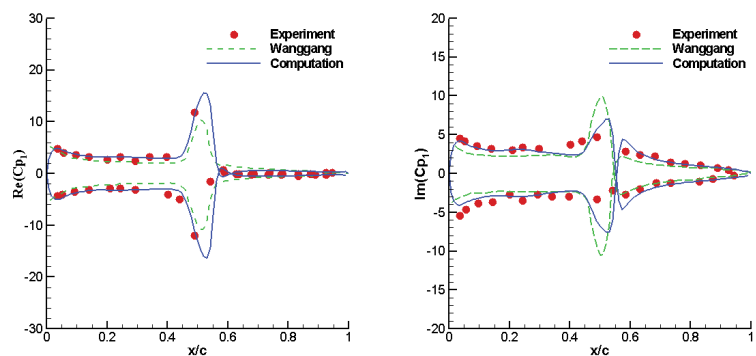 30
20
10
0
-10
-20
-30
Re(Cp₁)
Experiment
Wanggang
Computation
0 0.2 0.4 0.6 0.8 1
x/c
20
15
10
5
0
-5
-10
-15
-20
Im(Cp₁)
Experiment
Wanggang
Computation
0 0.2 0.4 0.6 0.8 1
x/c